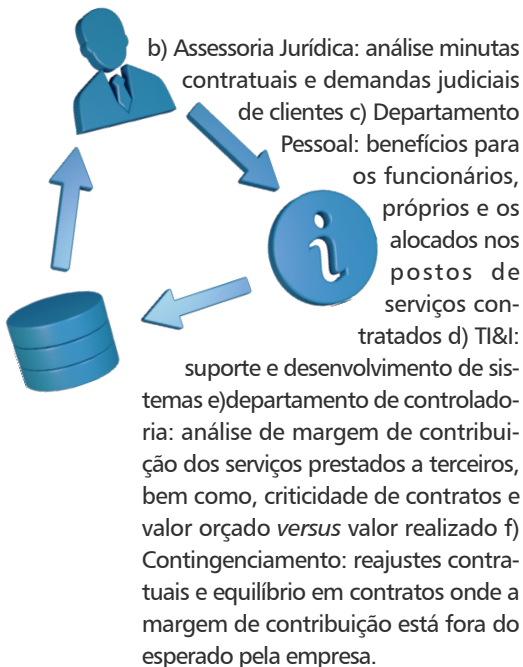 b) Assessoria Jurídica: análise minutas
contratuais e demandas judiciais
de clientes c) Departamento
Pessoal: benefícios para
os funcionários,
próprios e os
alocados nos
postos de
serviços con-
tratados d) TI&I:
suporte e desenvolvimento de sis-
temas e)departamento de controlado-
ria: análise de margem de contribui-
ção dos serviços prestados a terceiros,
bem como, criticidade de contratos e
valor orçado versus valor realizado f)
Contingenciamento: reajustes contra-
tuais e equilíbrio em contratos onde a
margem de contribuição está fora do
esperado pela empresa.